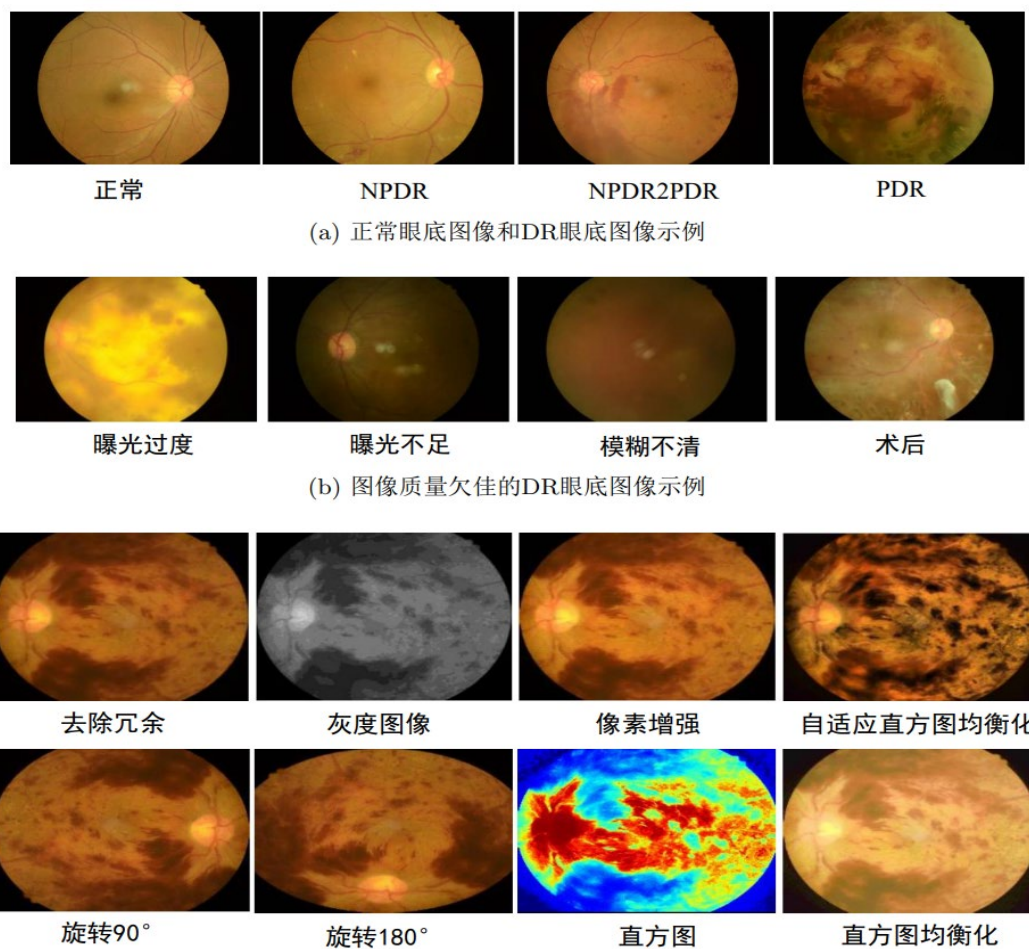 正常 NPDR NPDR2PDR PDR
(a) 正常眼底图像和DR眼底图像示例
曝光过度 曝光不足 模糊不清 术后
(b) 图像质量欠佳的DR眼底图像示例
去除冗余 灰度图像 像素增强 自适应直方图均衡化
旋转90° 旋转180° 直方图 直方图均衡化